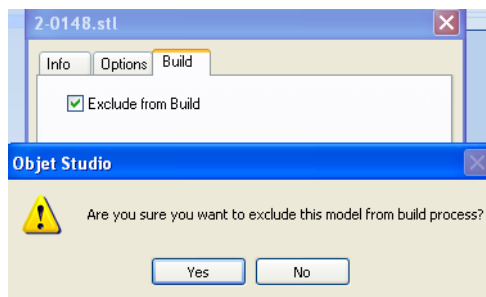 2-0148.stl
Info Options Build
Exclude from Build
Objet Studio
Are you sure you want to exclude this model from build process?
Yes No